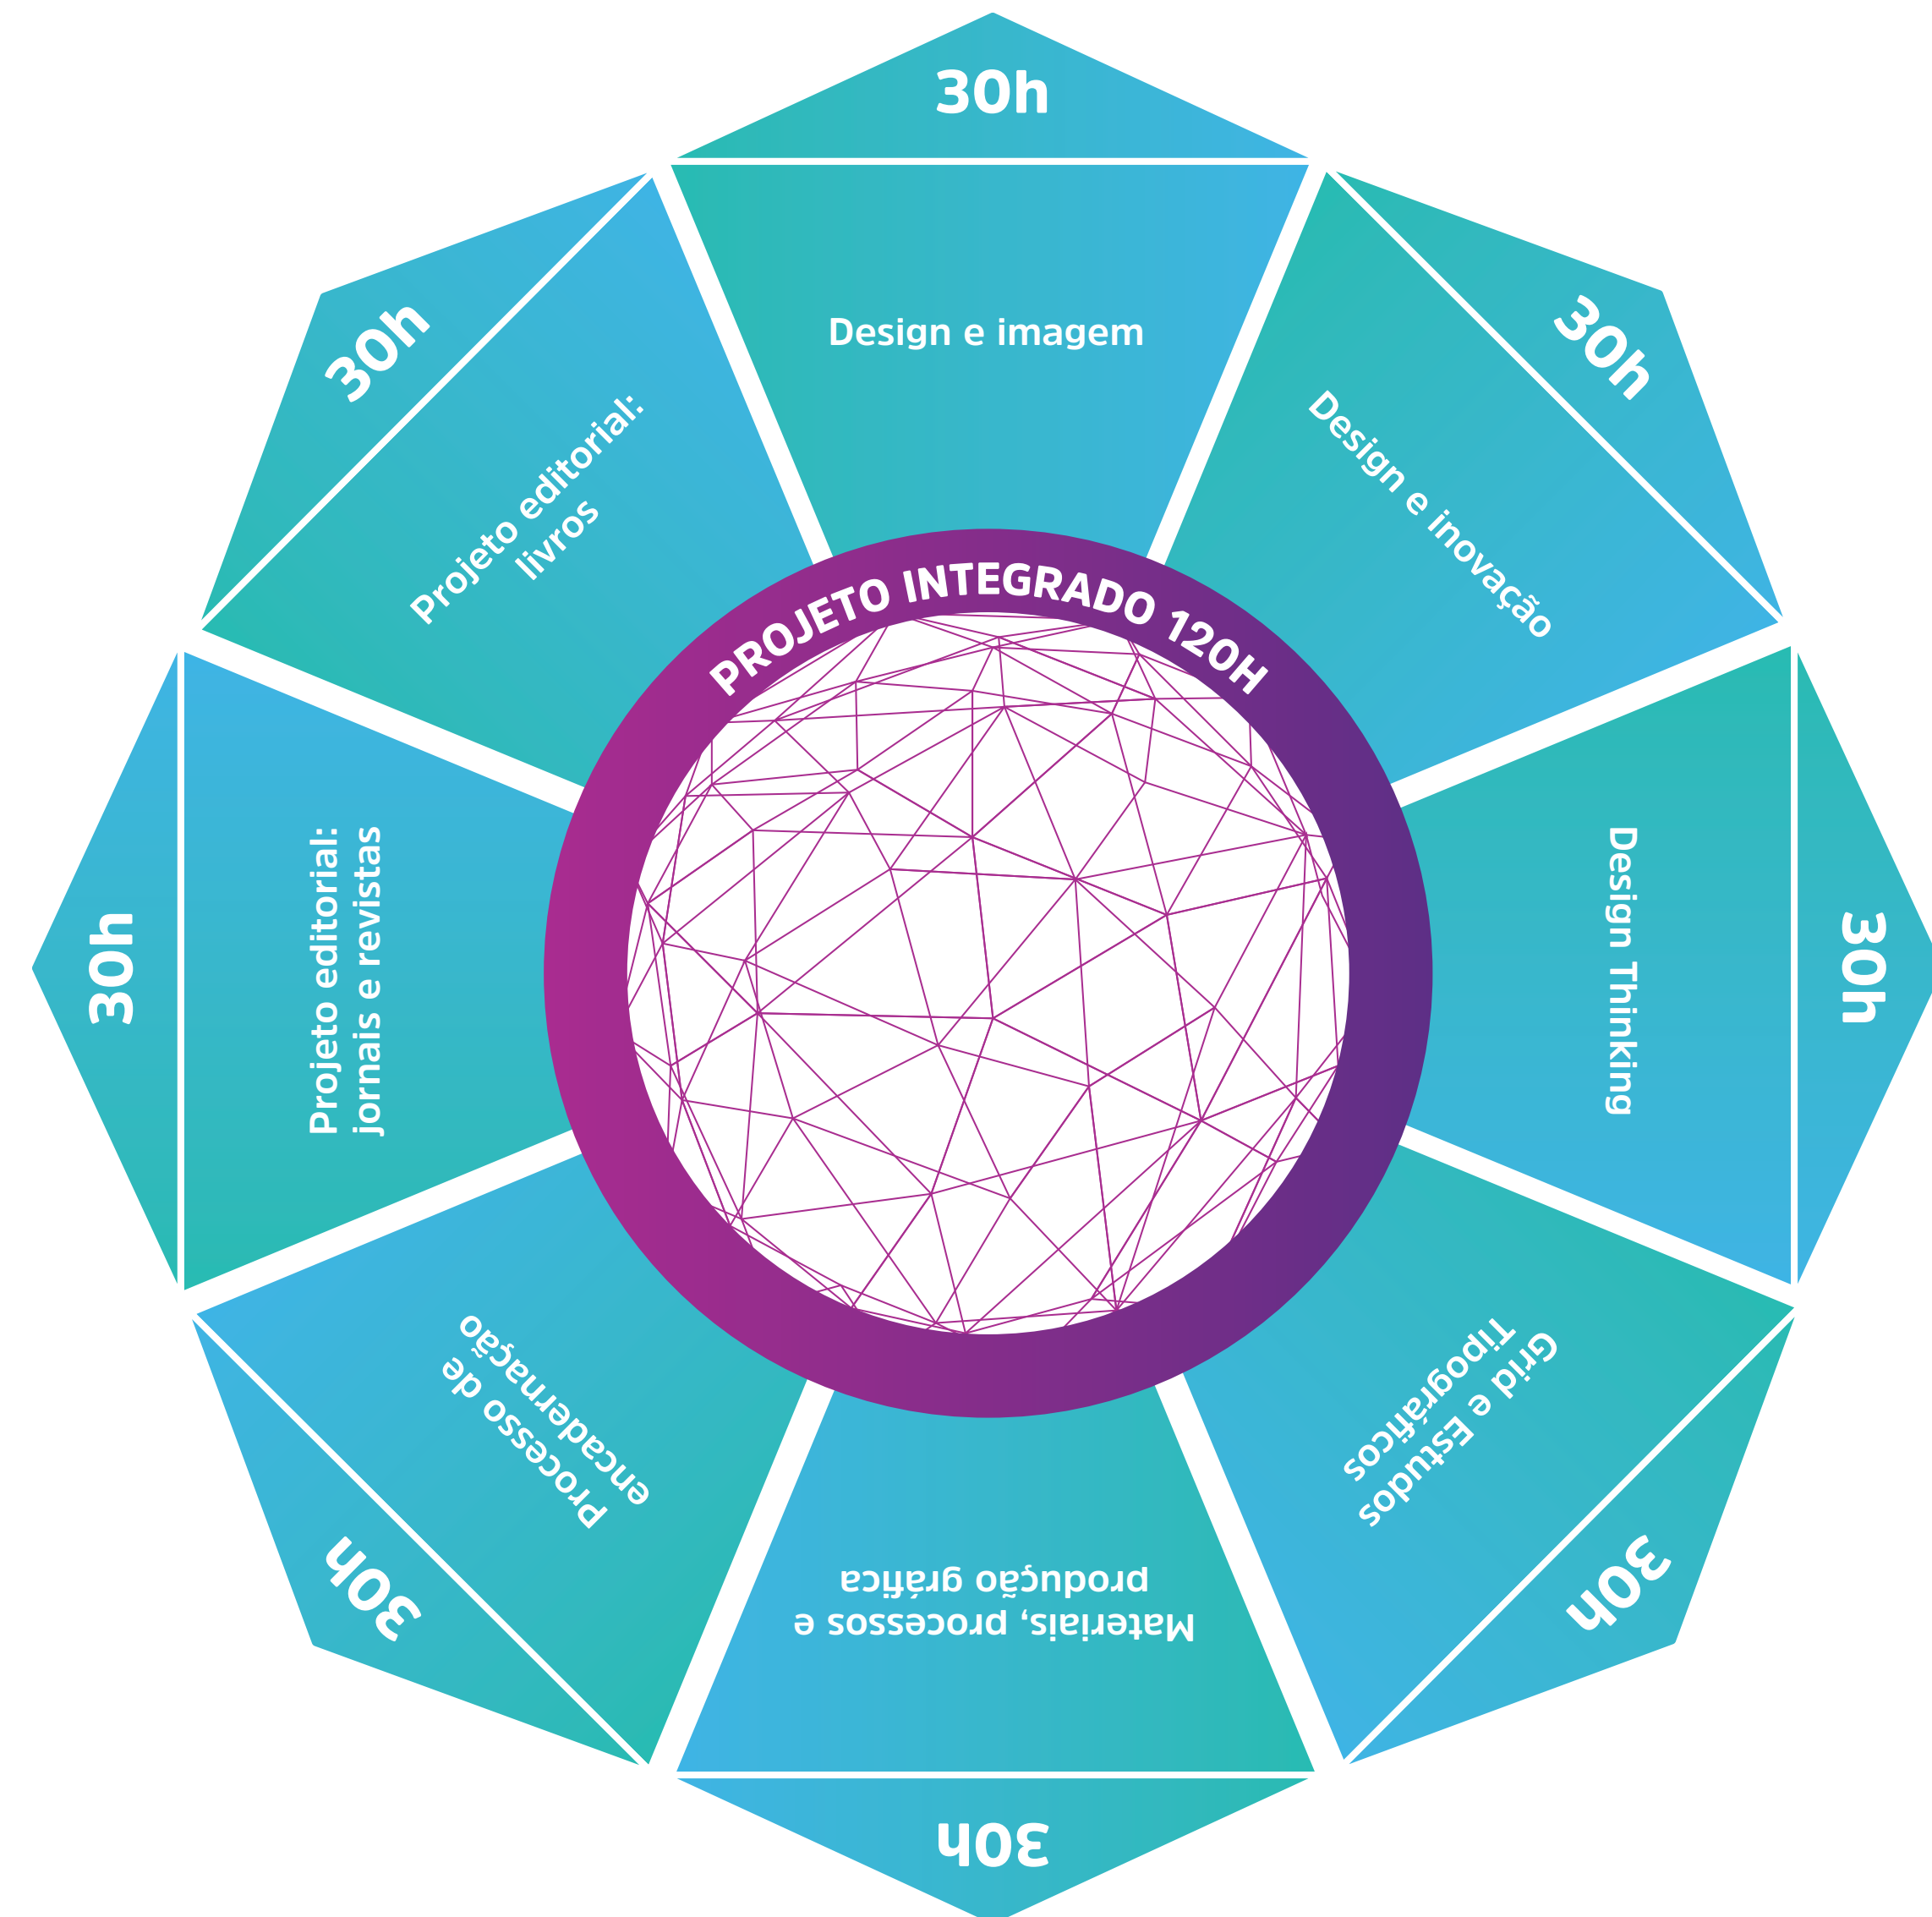 30h
Design e imagem
30h
Design e inovação
30h
Design Thinking
30h
Grid e Estudos
Tipográficos
30h
Materiais, processos e
produção gráfica
30h
Processo de
encadernação
30h
Projeto editorial:
jornais e revistas
30h
Projeto editorial:
livros
PROJETO INTEGRADO 120H